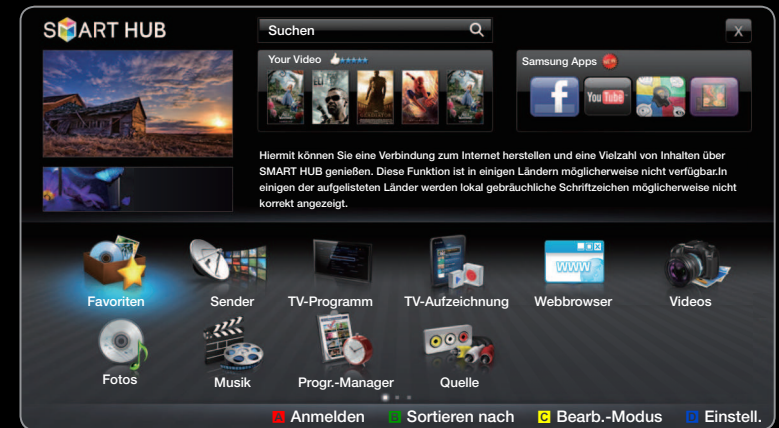 SMART HUB
Suchen
X
Your Video
Samsung Apps
You Tube
Hiermit können Sie eine Verbindung zum Internet herstellen und eine Vielzahl von Inhalten über
SMART HUB genießen. Diese Funktion ist in einigen Ländern möglicherweise nicht verfügbar.In
einigen der aufgelisteten Länder werden lokal gebräuchliche Schriftzeichen möglicherweise nicht
korrekt angezeigt.
WWW
Favoriten Sender TV-Programm TV-Aufzeichnung Webbrowser Videos
Fotos Musik Progr.-Manager Quelle
A Anmelden B Sortieren nach C Bearb.-Modus D Einstell.